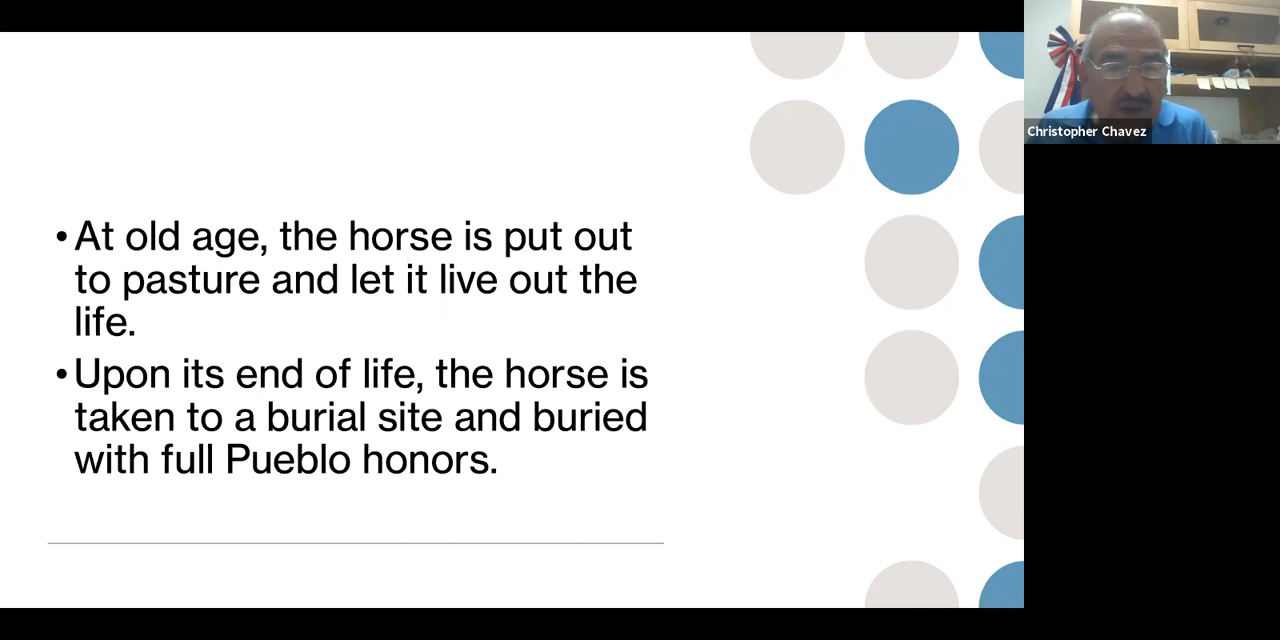 • At old age, the horse is put out
to pasture and let it live out the
life.
• Upon its end of life, the horse is
taken to a burial site and buried
with full Pueblo honors.
Christopher Chavez